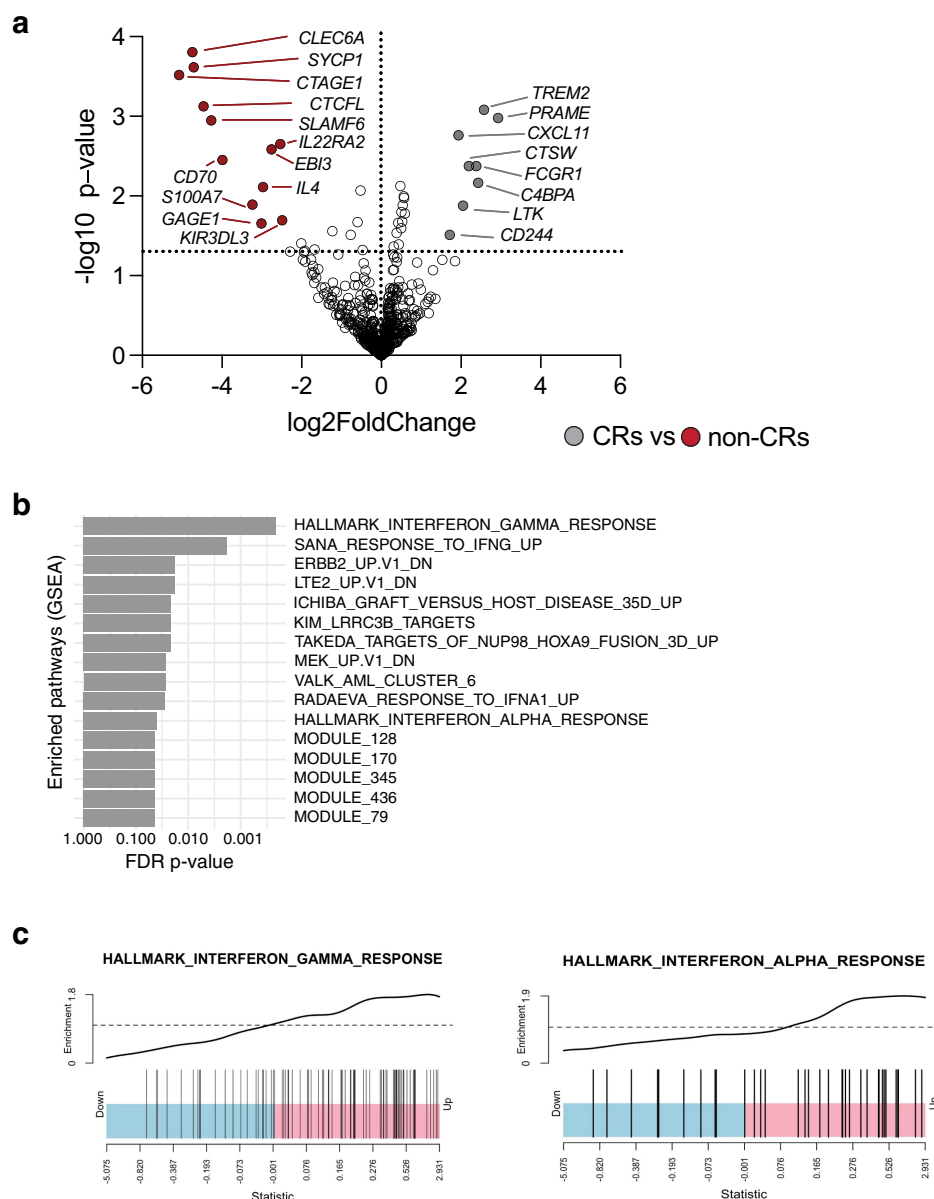 a
4
3
2
1
0
-log10 p-value
CLEC6A
SYCP1
CTAGE1
CTCFL
SLAMF6
IL22RA2
EBI3
CD70
IL4
S100A7
GAGE1
KIR3DL3
TREM2
PRAME
CXCL11
CTSW
FCGR1
C4BPA
LTK
CD244
-6 -4 -2 0 2 4 6
log2FoldChange
CRs vs non-CRs
b
Enriched pathways (GSEA)
HALLMARK_INTERFERON_GAMMA_RESPONSE
SANA_RESPONSE_TO_IFNG_UP
ERBB2_UP.V1_DN
LTE2_UP.V1_DN
ICHIBA_GRAFT_VERSUS_HOST_DISEASE_35D_UP
KIM_LRRC3B_TARGETS
TAKEDA_TARGETS_OF_NUP98_HOXA9_FUSION_3D_UP
MEK_UP.V1_DN
VALK_AML_CLUSTER_6
RADAEVA_RESPONSE_TO_IFNA1_UP
HALLMARK_INTERFERON_ALPHA_RESPONSE
MODULE_128
MODULE_170
MODULE_345
MODULE_436
MODULE_79
1.000 0.100 0.010 0.001
FDR p-value
c
HALLMARK_INTERFERON_GAMMA_RESPONSE
Enrichment
0 1.8
Down
Up
-5.075 -0.820 -0.387 -0.193 -0.073 -0.001 0.076 0.165 0.276 0.526 2.931
Statistic
HALLMARK_INTERFERON_ALPHA_RESPONSE
Enrichment
0 1.9
Down
Up
-5.075 -0.820 -0.387 -0.193 -0.073 -0.001 0.076 0.165 0.276 0.526 2.931
Statistic